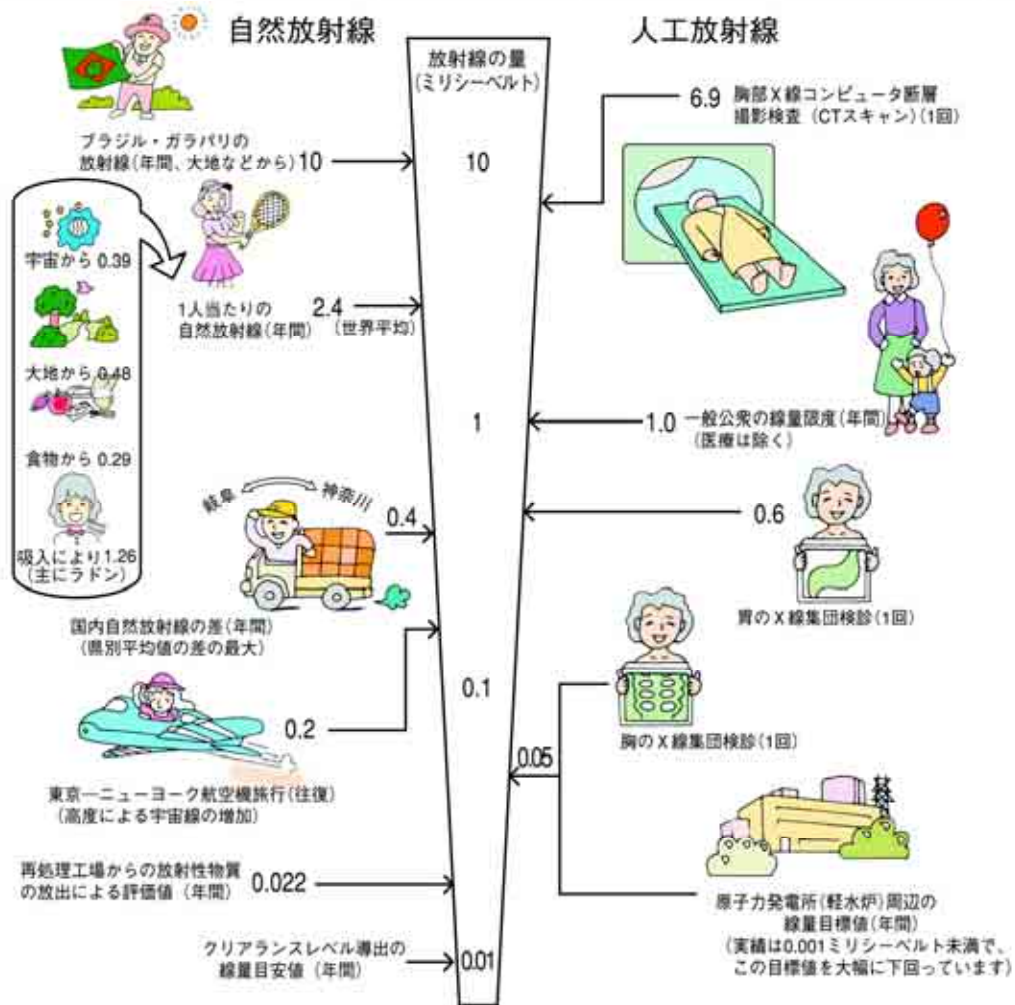 自然放射線
人工放射線
放射線の量
(ミリシーベルト)
10
1
0.1
0.01
ブラジル・ガラパリの
放射線(年間、大地などから) 10
宇宙から 0.39
大地から 0.48
食物から 0.29
吸入により 1.26
(主にラドン)
1人当たりの
自然放射線(年間)
2.4
(世界平均)
岐阜
神奈川
0.4
国内自然放射線の差(年間)
(県別平均値の差の最大)
0.2
東京―ニューヨーク航空機旅行(往復)
(高度による宇宙線の増加)
再処理工場からの放射性物質
の放出による評価値(年間)
0.022
クリアランスレベル導出の
線量目安値(年間)
6.9
胸部X線コンピュータ断層
撮影検査(CTスキャン)(1回)
1.0
一般公衆の線量限度(年間)
(医療は除く)
0.6
胃のX線集団検診(1回)
胸のX線集団検診(1回)
0.05
原子力発電所(軽水炉)周辺の
線量目標値(年間)
(実績は0.001ミリシーベルト未満で、
この目標値を大幅に下回っています)